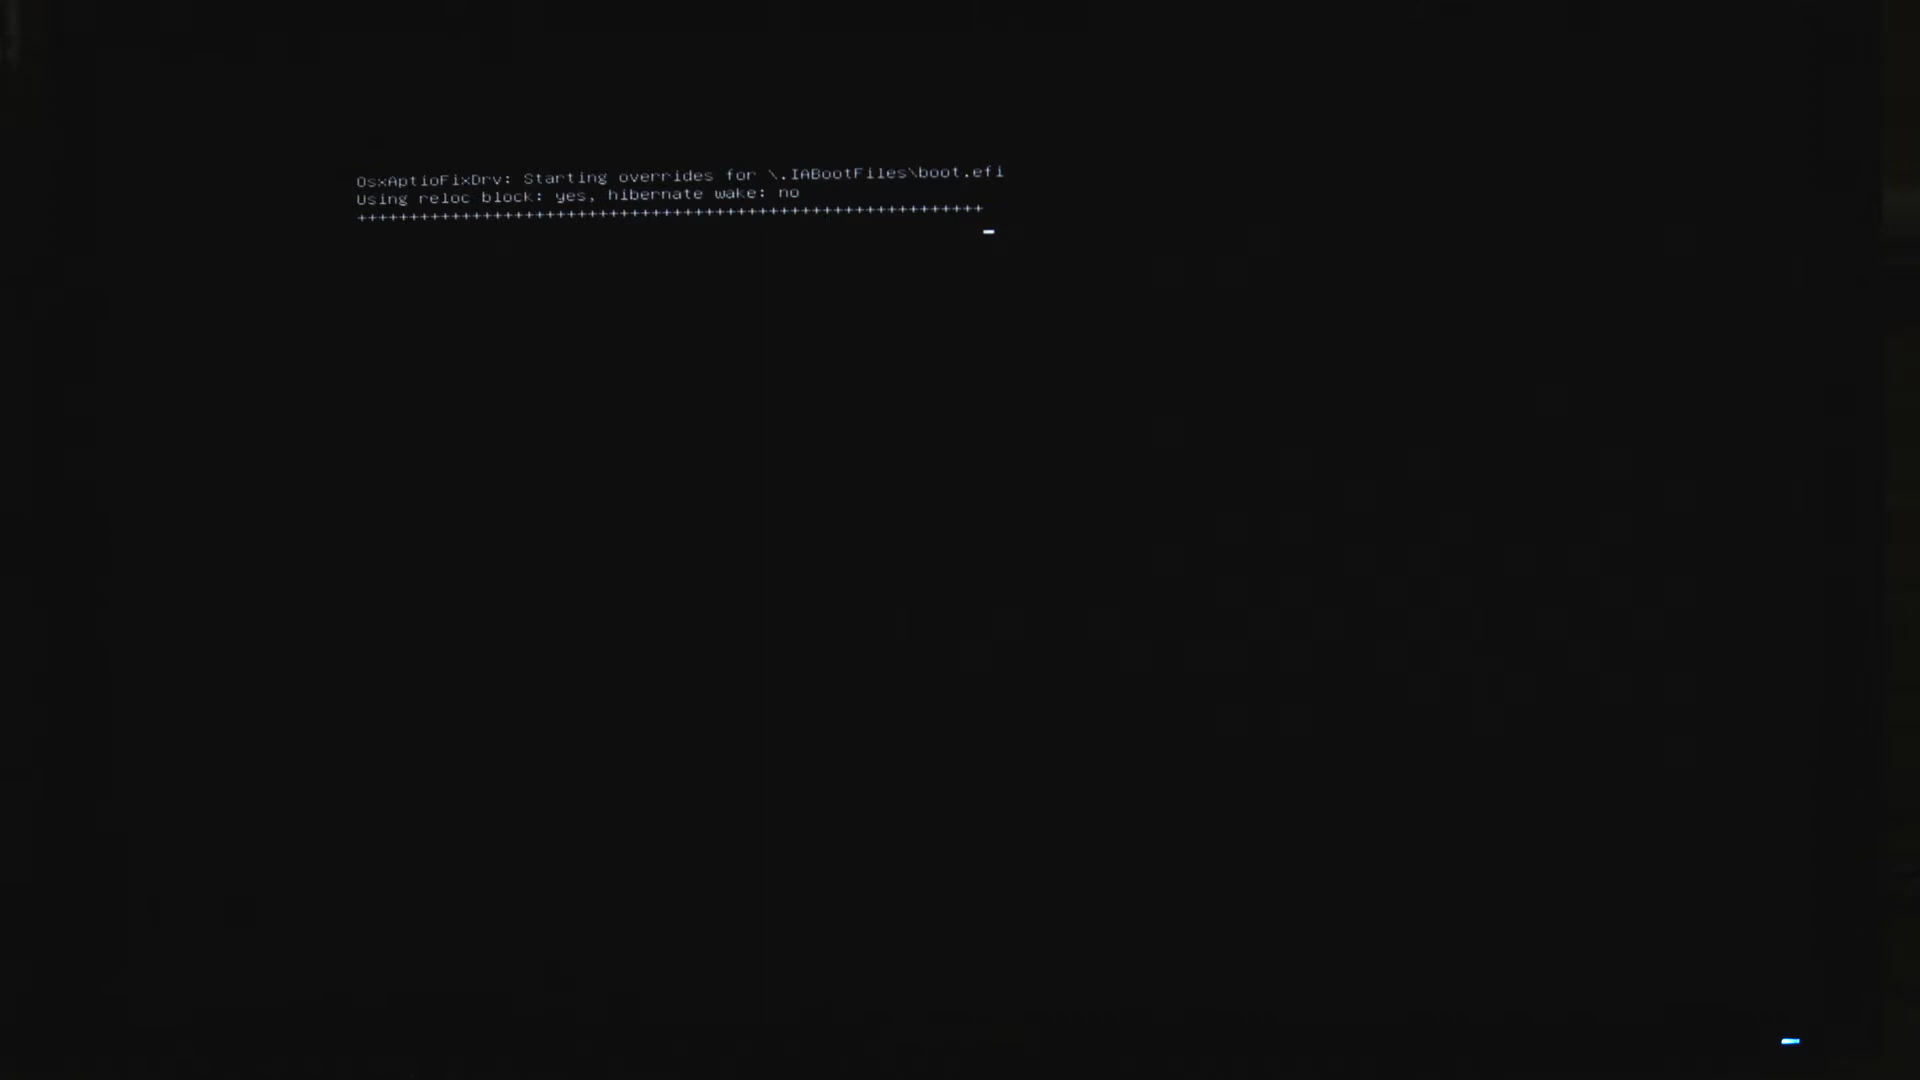 OsxAptioFixDrv: Starting overrides for \.IABootFiles\boot.efi
Using reloc block: yes, hibernate wake: no
++++++++++++++++++++++++++++++++++++++++++++++++++++++++++++